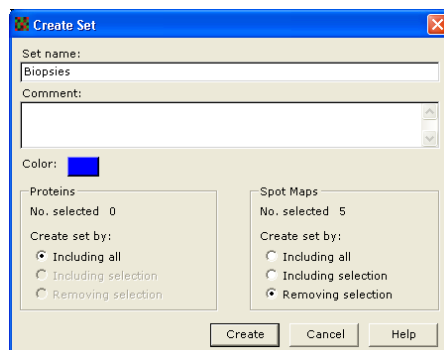 Create Set
Set name:
Biopsies
Comment:
Color:
Proteins
No. selected 0
Create set by:
Including all
Including selection
Removing selection
Spot Maps
No. selected 5
Create set by:
Including all
Including selection
Removing selection
Create Cancel Help